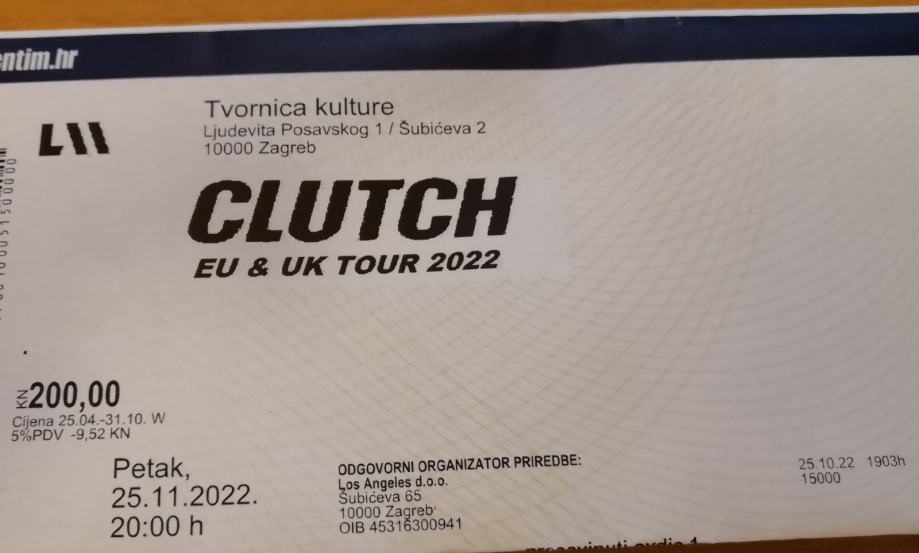 entim.hr
Tvornica kulture
Ljudevita Posavskog 1 / Šubićeva 2
10000 Zagreb
CLUTCH
EU & UK TOUR 2022
KN 200,00
Cijena 25.04.-31.10. W
5%PDV -9,52 KN
Petak,
25.11.2022.
20:00 h
ODGOVORNI ORGANIZATOR PRIREDBE:
Los Angeles d.o.o.
Šubićeva 65
10000 Zagreb
OIB 45316300941
25.10.22 1903h
15000